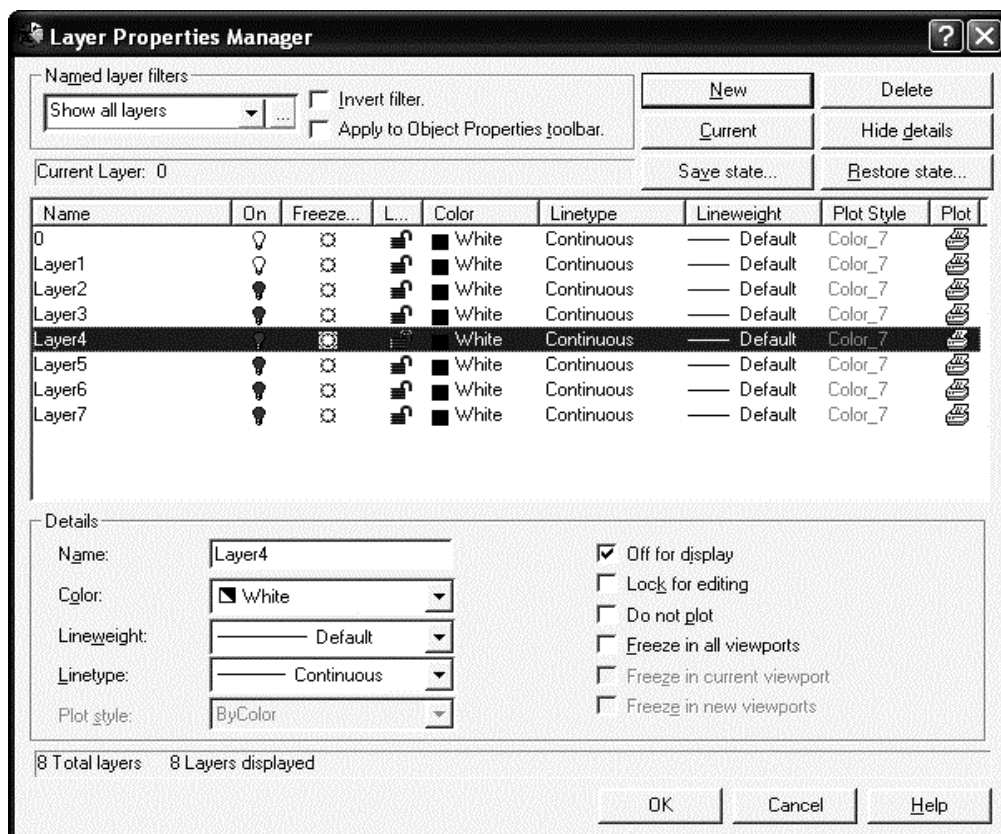 Layer Properties Manager
Named layer filters
Show all layers
...
Invert filter.
Apply to Object Properties toolbar.
New
Delete
Current
Hide details
Current Layer: 0
Save state...
Restore state...
Name On Freeze... L... Color Linetype Lineweight Plot Style Plot
0 White Continuous Default Color_7
Layer1 White Continuous Default Color_7
Layer2 White Continuous Default Color_7
Layer3 White Continuous Default Color_7
Layer4 White Continuous Default Color_7
Layer5 White Continuous Default Color_7
Layer6 White Continuous Default Color_7
Layer7 White Continuous Default Color_7
Details
Name: Layer4
Color: White
Lineweight: Default
Linetype: Continuous
Plot style: ByColor
Off for display
Lock for editing
Do not plot
Freeze in all viewports
Freeze in current viewport
Freeze in new viewports
8 Total layers 8 Layers displayed
OK Cancel Help